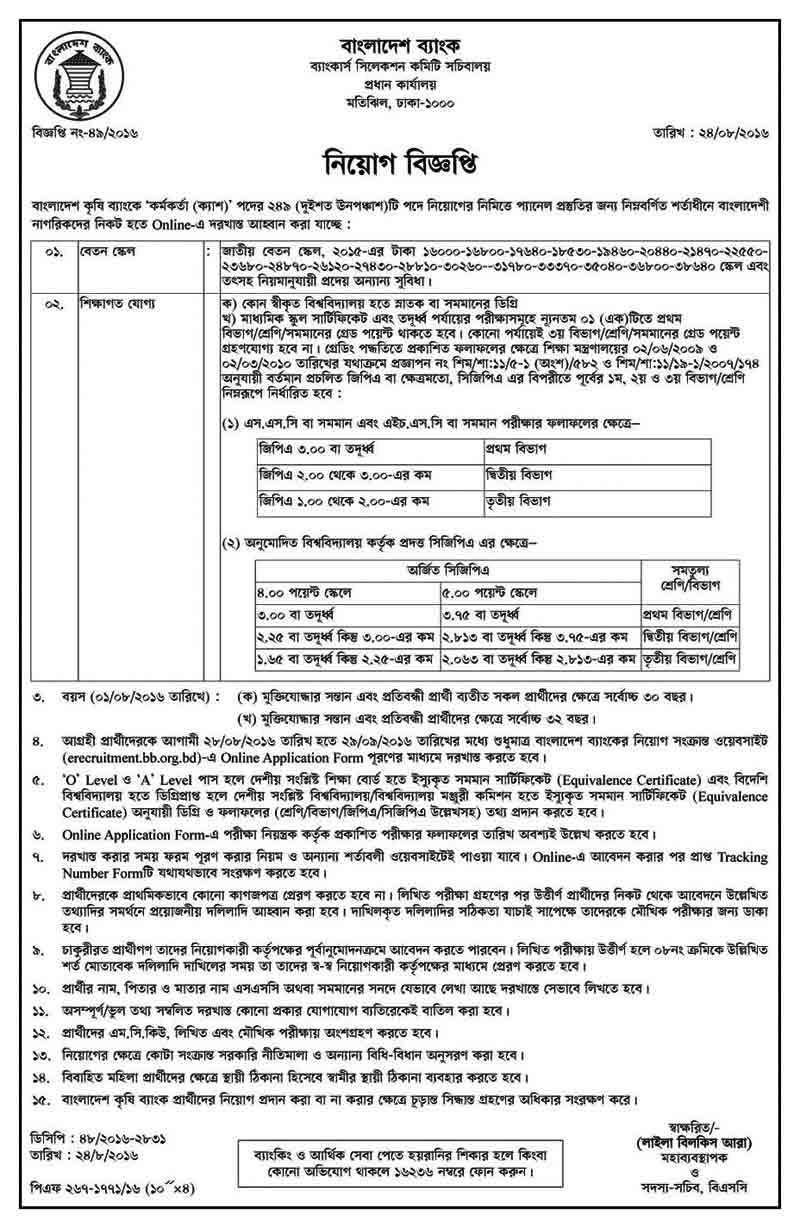 বাংলাদেশ ব্যাংক
বাংলাদেশ ব্যাংক
ব্যাংকার্স সিলেকশন কমিটি সচিবালয়
প্রধান কার্যালয়
মতিঝিল, ঢাকা-১০০০
বিজ্ঞপ্তি নং-৪৯/২০১৬ তারিখ : ২৪/০৮/২০১৬
নিয়োগ বিজ্ঞপ্তি
বাংলাদেশ কৃষি ব্যাংকে ‘কর্মকর্তা (ক্যাশ)’ পদের ২৪৯ (দুইশত ঊনপঞ্চাশ)টি পদে নিয়োগের নিমিত্তে প্যানেল প্রস্তুতির জন্য নিম্নবর্ণিত শর্তাধীনে বাংলাদেশী
নাগরিকদের নিকট হতে Online-এ দরখাস্ত আহ্বান করা যাচ্ছে :
০১. বেতন স্কেল : জাতীয় বেতন স্কেল, ২০১৫-এর টাকা ১৬০০০-১৬৮০০-১৭৬৪০-১৮৫৩০-১৯৪৬০-২০৪৪০-২১৪৭০-২২৫৫০-
২৩৬৮০-২৪৮৭০-২৬১২০-২৭৪৩০-২৮৮১০-৩০২৬০--৩১৭৮০-৩৩৩৭০-৩৫০৪০-৩৬৮০০-৩৮৬৪০ স্কেল এবং
তৎসহ নিয়মানুযায়ী প্রদেয় অন্যান্য সুবিধা।
০২. শিক্ষাগত যোগ্য ক) কোন স্বীকৃত বিশ্ববিদ্যালয় হতে স্নাতক বা সমমানের ডিগ্রি
খ) মাধ্যমিক স্কুল সার্টিফিকেট এবং তদূর্ধ্ব পর্যায়ের পরীক্ষাসমূহে ন্যূনতম ০১ (এক)টিতে প্রথম
বিভাগ/শ্রেণি/সমমানের গ্রেড পয়েন্ট থাকতে হবে। কোনো পর্যায়েই ৩য় বিভাগ/শ্রেণি/সমমানের গ্রেড পয়েন্ট
গ্রহণযোগ্য হবে না। গ্রেডিং পদ্ধতিতে প্রকাশিত ফলাফলের ক্ষেত্রে শিক্ষা মন্ত্রণালয়ের ০২/০৬/২০০৯ ও
০২/০৩/২০১০ তারিখের যথাক্রমে প্রজ্ঞাপন নং শিম/শা:১১/৫-১ (অংশ)/৫৮২ ও শিম/শা:১১/১৯-১/২০০৭/১৭৪
অনুযায়ী বর্তমান প্রচলিত জিপিএ বা ক্ষেত্রমতো, সিজিপিএ এর বিপরীতে পূর্বের ১ম, ২য় ও ৩য় বিভাগ/শ্রেণি
নিম্নরূপে নির্ধারিত হবে :
(১) এস.এস.সি বা সমমান এবং এইচ.এস.সি বা সমমান পরীক্ষার ফলাফলের ক্ষেত্রে–
জিপিএ ৩.০০ বা তদূর্ধ্ব প্রথম বিভাগ
জিপিএ ২.০০ থেকে ৩.০০-এর কম দ্বিতীয় বিভাগ
জিপিএ ১.০০ থেকে ২.০০-এর কম তৃতীয় বিভাগ
(২) অনুমোদিত বিশ্ববিদ্যালয় কর্তৃক প্রদত্ত সিজিপিএ এর ক্ষেত্রে–
অর্জিত সিজিপিএ সমতুল্য শ্রেণি/বিভাগ
৪.০০ পয়েন্ট স্কেলে ৫.০০ পয়েন্ট স্কেলে
৩.০০ বা তদূর্ধ্ব ৩.৭৫ বা তদূর্ধ্ব প্রথম বিভাগ/শ্রেণি
২.২৫ বা তদূর্ধ্ব কিন্তু ৩.০০-এর কম ২.৮১৩ বা তদূর্ধ্ব কিন্তু ৩.৭৫-এর কম দ্বিতীয় বিভাগ/শ্রেণি
১.৬৫ বা তদূর্ধ্ব কিন্তু ২.২৫-এর কম ২.০৬৩ বা তদূর্ধ্ব কিন্তু ২.৮১৩-এর কম তৃতীয় বিভাগ/শ্রেণি
৩. বয়স (০১/০৮/২০১৬ তারিখে) : (ক) মুক্তিযোদ্ধার সন্তান এবং প্রতিবন্ধী প্রার্থী ব্যতীত সকল প্রার্থীদের ক্ষেত্রে সর্বোচ্চ ৩০ বছর।
(খ) মুক্তিযোদ্ধার সন্তান এবং প্রতিবন্ধী প্রার্থীদের ক্ষেত্রে সর্বোচ্চ ৩২ বছর।
৪. আগ্রহী প্রার্থীদেরকে আগামী ২৮/০৮/২০১৬ তারিখ হতে ২৯/০৯/২০১৬ তারিখের মধ্যে শুধুমাত্র বাংলাদেশ ব্যাংকের নিয়োগ সংক্রান্ত ওয়েবসাইট
(erecruitment.bb.org.bd)-এ Online Application Form পূরণের মাধ্যমে দরখাস্ত করতে হবে।
৫. ‘O’ Level ও ‘A’ Level পাস হলে দেশীয় সংশ্লিষ্ট শিক্ষা বোর্ড হতে ইস্যুকৃত সমমান সার্টিফিকেট (Equivalence Certificate) এবং বিদেশি
বিশ্ববিদ্যালয় হতে ডিগ্রিপ্রাপ্ত হলে দেশীয় সংশ্লিষ্ট বিশ্ববিদ্যালয়/বিশ্ববিদ্যালয় মঞ্জুরী কমিশন হতে ইস্যুকৃত সমমান সার্টিফিকেট (Equivalence
Certificate) অনুযায়ী ডিগ্রি ও ফলাফলের (শ্রেণি/বিভাগ/জিপিএ/সিজিপিএ উল্লেখসহ) তথ্য প্রদান করতে হবে।
৬. Online Application Form-এ পরীক্ষা নিয়ন্ত্রক কর্তৃক প্রকাশিত পরীক্ষার ফলাফলের তারিখ অবশ্যই উল্লেখ করতে হবে।
৭. দরখাস্ত করার সময় ফরম পূরণ করার নিয়ম ও অন্যান্য শর্তাবলী ওয়েবসাইটেই পাওয়া যাবে। Online-এ আবেদন করার পর প্রাপ্ত Tracking
Number Formটি যথাযথভাবে সংরক্ষণ করতে হবে।
৮. প্রার্থীদেরকে প্রাথমিকভাবে কোনো কাগজপত্র প্রেরণ করতে হবে না। লিখিত পরীক্ষা গ্রহণের পর উত্তীর্ণ প্রার্থীদের নিকট থেকে আবেদনে উল্লেখিত
তথ্যাদির সমর্থনে প্রয়োজনীয় দলিলাদি আহ্বান করা হবে। দাখিলকৃত দলিলাদির সঠিকতা যাচাই সাপেক্ষে তাদেরকে মৌখিক পরীক্ষার জন্য ডাকা
হবে।
৯. চাকুরীরত প্রার্থীগণ তাদের নিয়োগকারী কর্তৃপক্ষের পূর্বানুমোদনক্রমে আবেদন করতে পারবেন। লিখিত পরীক্ষায় উত্তীর্ণ হলে ০৮নং ক্রমিকে উল্লিখিত
শর্ত মোতাবেক দলিলাদি দাখিলের সময় তা তাদের স্ব-স্ব নিয়োগকারী কর্তৃপক্ষের মাধ্যমে প্রেরণ করতে হবে।
১০. প্রার্থীর নাম, পিতার ও মাতার নাম এসএসসি অথবা সমমানের সনদে যেভাবে লেখা আছে দরখাস্তে সেভাবে লিখতে হবে।
১১. অসম্পূর্ণ/ভুল তথ্য সম্বলিত দরখাস্ত কোনো প্রকার যোগাযোগ ব্যতিরেকেই বাতিল করা হবে।
১২. প্রার্থীদের এম.সি.কিউ, লিখিত এবং মৌখিক পরীক্ষায় অংশগ্রহণ করতে হবে।
১৩. নিয়োগের ক্ষেত্রে কোটা সংক্রান্ত সরকারি নীতিমালা ও অন্যান্য বিধি-বিধান অনুসরণ করা হবে।
১৪. বিবাহিত মহিলা প্রার্থীদের ক্ষেত্রে স্থায়ী ঠিকানা হিসেবে স্বামীর স্থায়ী ঠিকানা ব্যবহার করতে হবে।
১৫. বাংলাদেশ কৃষি ব্যাংক প্রার্থীদের নিয়োগ প্রদান করা বা না করার ক্ষেত্রে চূড়ান্ত সিদ্ধান্ত গ্রহণের অধিকার সংরক্ষণ করে।
ডিসিপি : ৪৮/২০১৬-২৮৩১
তারিখ : ২৪/৮/২০১৬
পিএফ ২৬৭-১৭৭১/১৬ (১০˝×৪)
ব্যাংকিং ও আর্থিক সেবা পেতে হয়রানির শিকার হলে কিংবা
কোনো অভিযোগ থাকলে ১৬২৩৬ নম্বরে ফোন করুন।
স্বাক্ষরিত/-
(লাইলা বিলকিস আরা)
মহাব্যবস্থাপক
ও
সদস্য-সচিব, বিএসসি